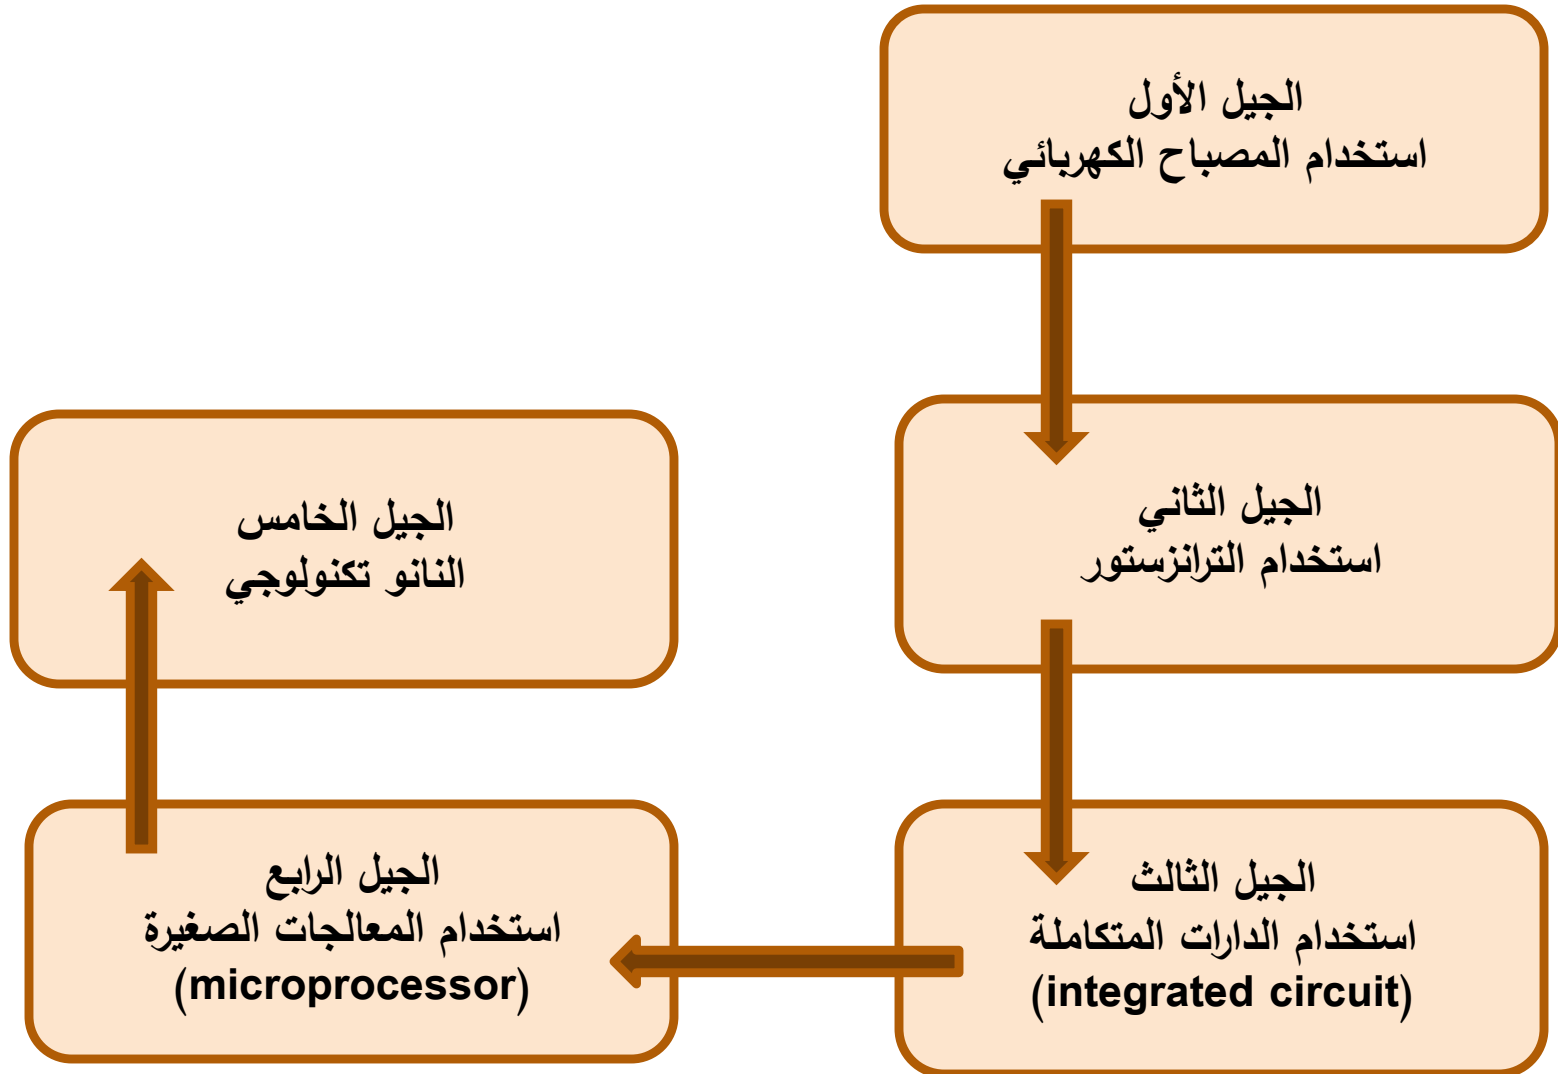 الجيل الأول
استخدام المصباح الكهربائي
الجيل الثاني
استخدام الترانزستور
الجيل الثالث
استخدام الدارات المتكاملة
(integrated circuit)
الجيل الرابع
استخدام المعالجات الصغيرة
(microprocessor)
الجيل الخامس
النانو تكنولوجي